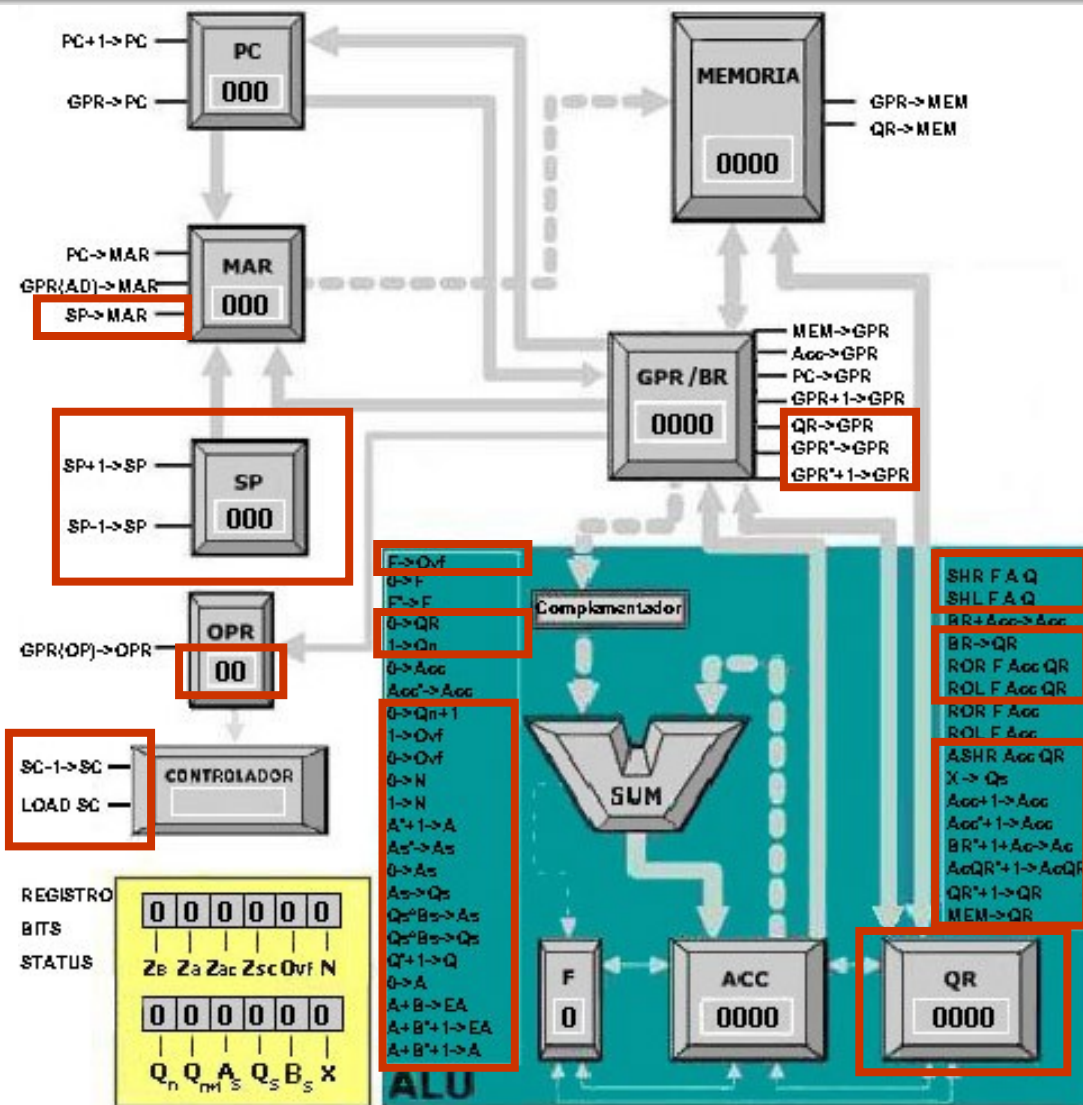 PC+1->PC
GPR->PC
PC
000
MEMORIA
0000
GPR->MEM
QR->MEM
PC->MAR
GPR(AD)->MAR
SP->MAR
MAR
000
GPR/BR
0000
MEM->GPR
Acc->GPR
PC->GPR
GPR+1->GPR
QR->GPR
GPR*->GPR
GPR*+1->GPR
SP+1->SP
SP-1->SP
SP
000
GPR(OP)->OPR
OPR
00
SC-1->SC
LOAD SC
CONTROLADOR
REGISTRO
BITS
STATUS
0 0 0 0 0 0
ZB Za Zac Zsc Ovf N
0 0 0 0 0 0
Qn Qn+1 As Qs Bs X
F->Ovf
0->F
F*->F
0->QR
1->Qn
0->Acc
Acc*->Acc
0->Qn+1
1->Ovf
0->Ovf
0->N
1->N
A*+1->A
As*->As
0->As
As->Qs
Qs^Bs->As
Qs^Bs->Qs
Q*+1->Q
0->A
A+B->EA
A+B*+1->EA
A+B*+1->A
ALU
Complementador
SUM
F
0
ACC
0000
QR
0000
SHR F A Q
SHL F A Q
BR+Acc->Acc
BR->QR
ROR F Acc QR
ROL F Acc QR
ROR F Acc
ROL F Acc
ASHR Acc QR
X -> Qs
Acc+1->Acc
Acc*+1->Acc
BR*+1+Ac->Ac
AcQR*+1->AcQR
QR*+1->QR
MEM->QR